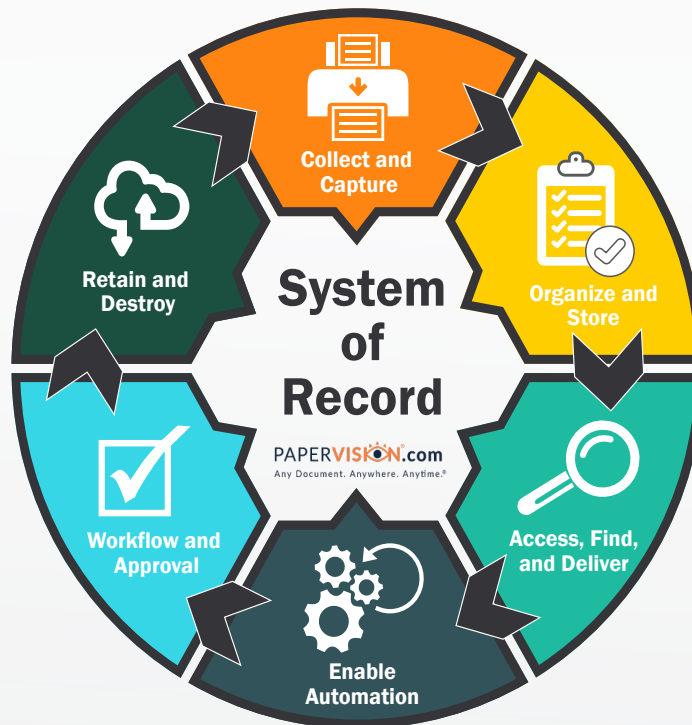 Collect and
Capture
Organize and
Store
Access, Find,
and Deliver
Enable
Automation
Workflow and
Approval
Retain and
Destroy
System
of
Record
PAPERVISION®.com
Any Document. Anywhere. Anytime.®